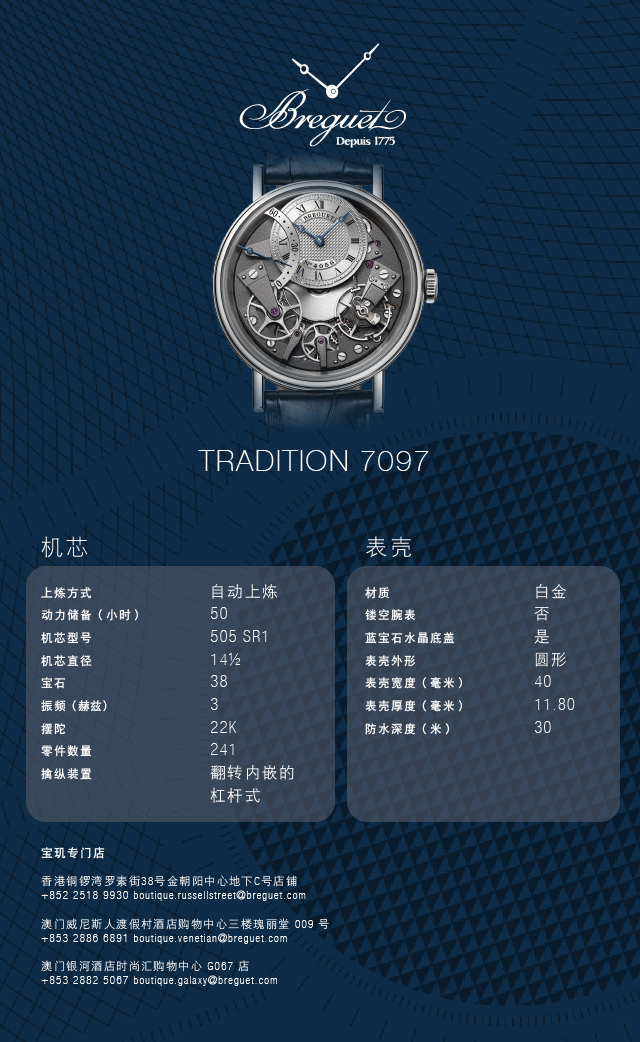 Breguet
Depuis 1775
BREGUET
60
30
0
Nº 4086
TRADITION 7097
机芯
上炼方式 自动上炼
动力储备（小时） 50
机芯型号 505 SR1
机芯直径 14½
宝石 38
振频（赫兹） 3
摆陀 22K
零件数量 241
擒纵装置 翻转内嵌的
杠杆式
表壳
材质 白金
镂空腕表 否
蓝宝石水晶底盖 是
表壳外形 圆形
表壳宽度（毫米） 40
表壳厚度（毫米） 11.80
防水深度（米） 30
宝玑专门店
香港铜锣湾罗素街38号金朝阳中心地下C号店铺
+852 2518 9930 boutique.russellstreet@breguet.com
澳门威尼斯人渡假村酒店购物中心三楼瑰丽堂 009 号
+853 2886 6891 boutique.venetian@breguet.com
澳门银河酒店时尚汇购物中心 G067 店
+853 2882 5067 boutique.galaxy@breguet.com